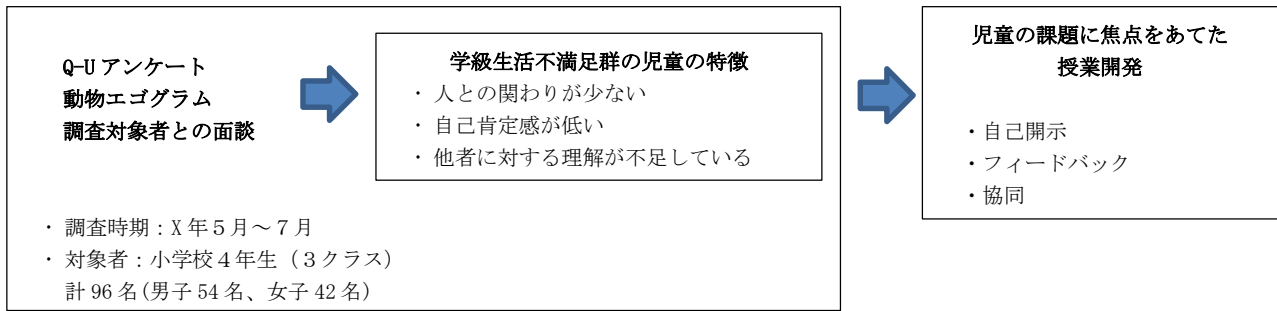 Q-Uアンケート
動物エゴグラム
調査対象者との面談
学級生活不満足群の児童の特徴
・ 人との関わりが少ない
・ 自己肯定感が低い
・ 他者に対する理解が不足している
・ 調査時期：X 年５月～７月
・ 対象者：小学校４年生（３クラス）
計 96 名(男子 54 名、女子 42 名)
児童の課題に焦点をあてた
授業開発
・自己開示
・フィードバック
・協同